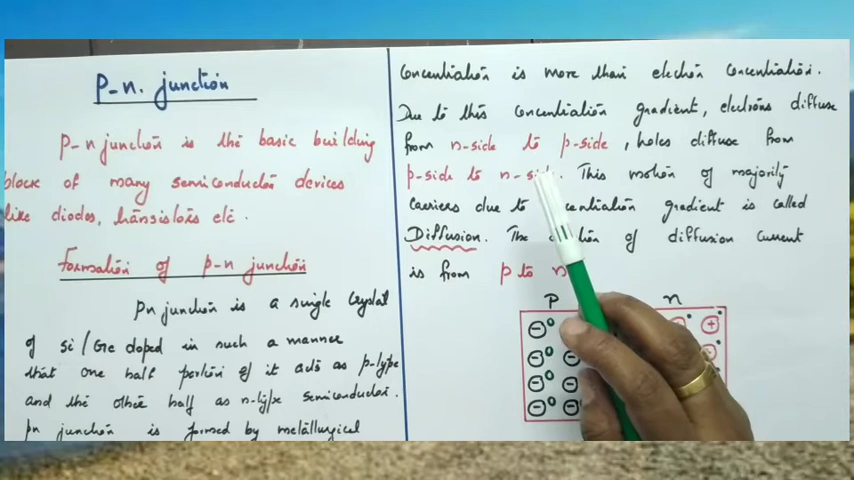 P-n. junction
P-n junction is the basic building
block of many semiconductor devices
like diodes, transistors etc.
Formation of p-n junction
Pn junction is a single crystal
of Si/Ge doped in such a manner
that one half portion of it acts as p-type
and the other half as n-type semiconductor.
pn junction is formed by metallurgical
Concentration is more than electron concentration.
Due to this concentration gradient, electrons diffuse
from n-side to p-side, holes diffuse from
p-side to n-side. This motion of majority
carriers due to gradient is called
Diffusion. The of diffusion current
is from p to n
P n